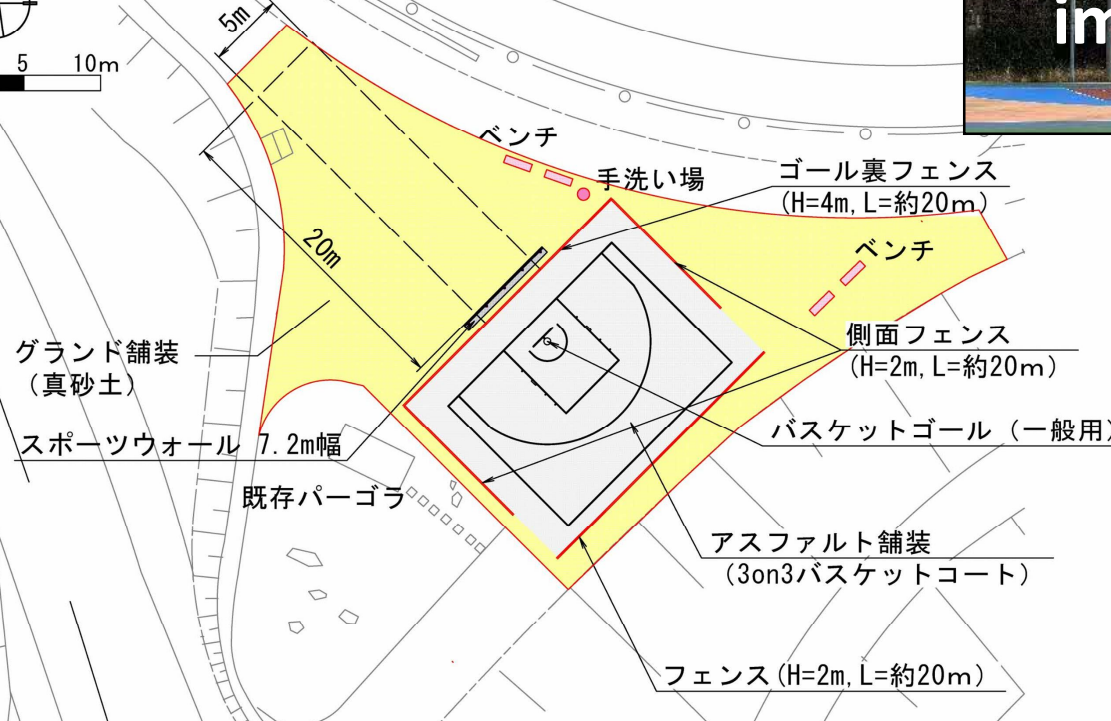 im
5m
5 10m
ベンチ
手洗い場
ゴール裏フェンス
(H=4m, L=約20m)
ベンチ
20m
側面フェンス
(H=2m, L=約20m)
グランド舗装
(真砂土)
バスケットゴール (一般用)
スポーツウォール 7.2m幅
既存パーゴラ
アスファルト舗装
(3on3バスケットコート)
フェンス(H=2m, L=約20m)